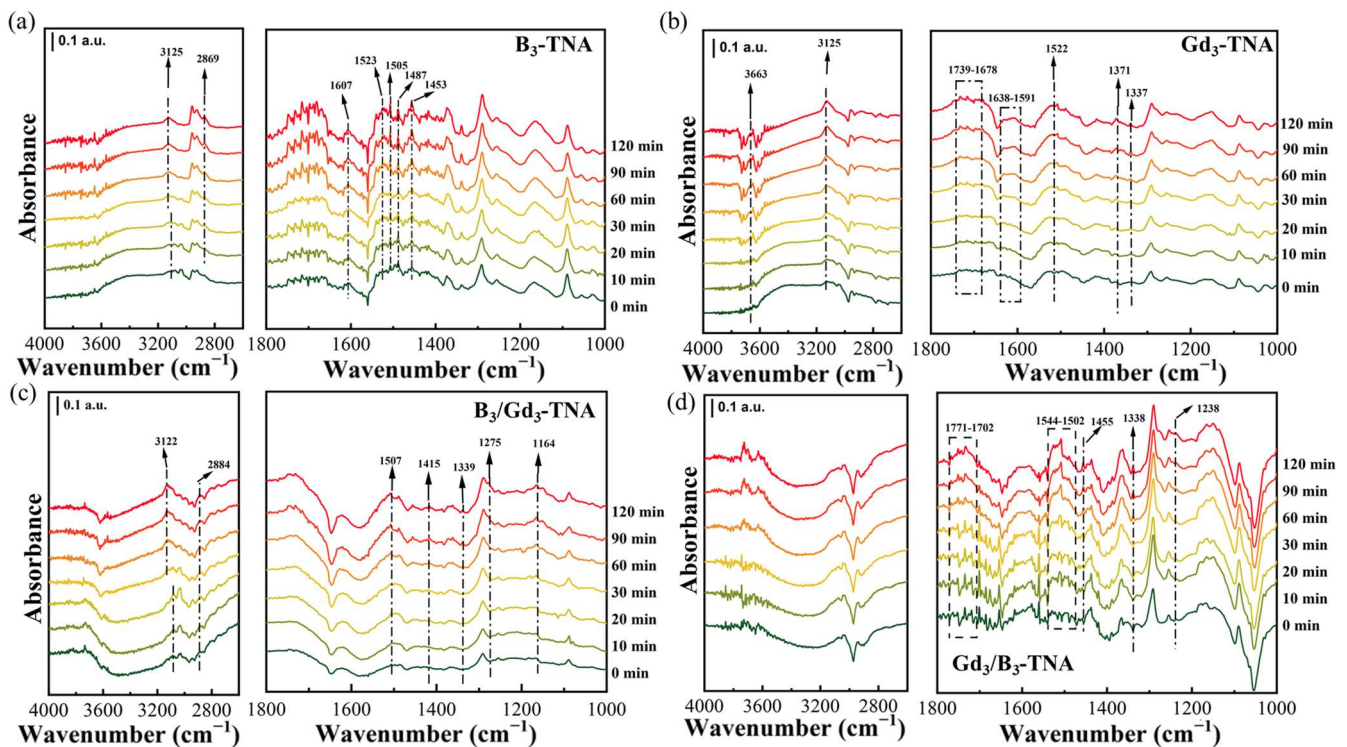 (a)
0.1 a.u.
3125
2869
B₃-TNA
1523
1505
1487
1453
1607
Absorbance
120 min
90 min
60 min
30 min
20 min
10 min
0 min
4000 3600 3200 2800
1800 1600 1400 1200 1000
Wavenumber (cm⁻¹)
Wavenumber (cm⁻¹)
(b)
0.1 a.u.
3663
3125
Gd₃-TNA
1739-1678
1638-1591
1522
1371
1337
Absorbance
120 min
90 min
60 min
30 min
20 min
10 min
0 min
4000 3600 3200 2800
1800 1600 1400 1200 1000
Wavenumber (cm⁻¹)
Wavenumber (cm⁻¹)
(c)
0.1 a.u.
3122
2884
B₃/Gd₃-TNA
1507
1415
1339
1275
1164
Absorbance
120 min
90 min
60 min
30 min
20 min
10 min
0 min
4000 3600 3200 2800
1800 1600 1400 1200 1000
Wavenumber (cm⁻¹)
Wavenumber (cm⁻¹)
(d)
0.1 a.u.
1771-1702
1544-1502
1455
1338
1238
Absorbance
120 min
90 min
60 min
30 min
20 min
10 min
0 min
Gd₃/B₃-TNA
4000 3600 3200 2800
1800 1600 1400 1200 1000
Wavenumber (cm⁻¹)
Wavenumber (cm⁻¹)